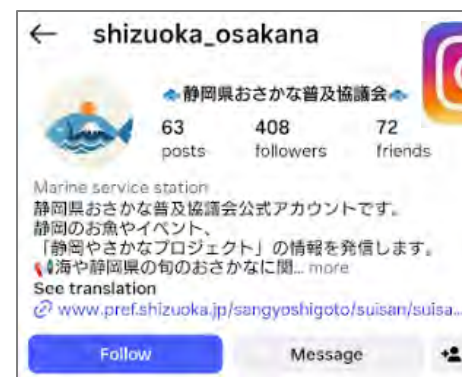 shizuoka_osakana
静岡県おさかな普及協議会
63 408 72
posts followers friends
Marine service station
静岡県おさかな普及協議会公式アカウントです。
静岡のお魚やイベント、
「静岡やさかなプロジェクト」の情報を発信します。
海や静岡県の旬のおさかなに関... more
See translation
www.pref.shizuoka.jp/sangyoshigoto/suisan/suisa...
Follow Message